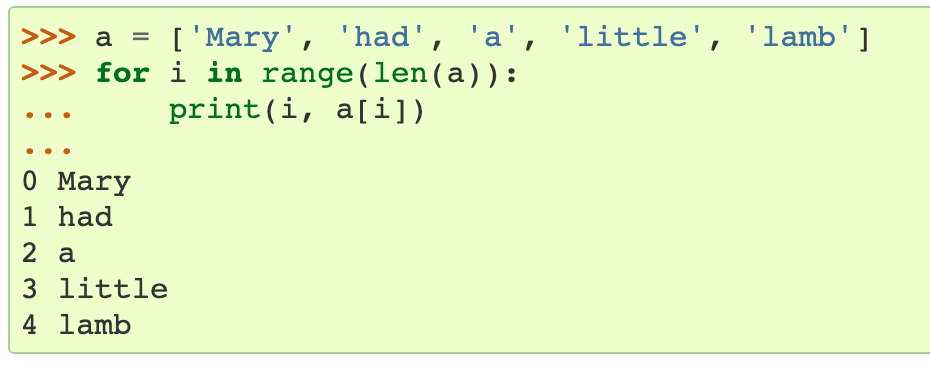 >>> a = ['Mary', 'had', 'a', 'little', 'lamb']
>>> for i in range(len(a)):
...     print(i, a[i])
...
0 Mary
1 had
2 a
3 little
4 lamb